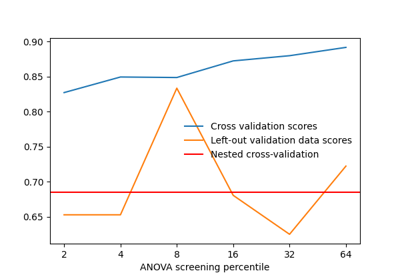 0.90
0.85
0.80
0.75
0.70
0.65
Cross validation scores
Left-out validation data scores
Nested cross-validation
2 4 8 16 32 64
ANOVA screening percentile